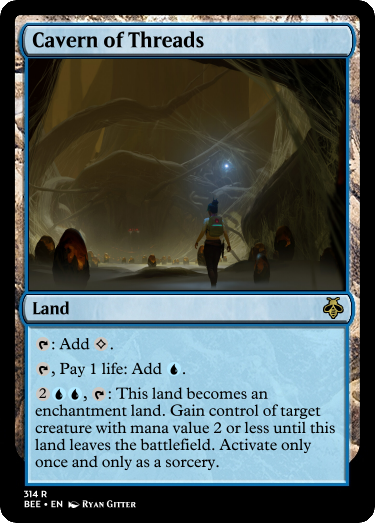 Cavern of Threads
Land
: Add .
, Pay 1 life: Add .
2 , : This land becomes an
enchantment land. Gain control of target
creature with mana value 2 or less until this
land leaves the battlefield. Activate only
once and only as a sorcery.
314 R
BEE • EN Ryan Gitter